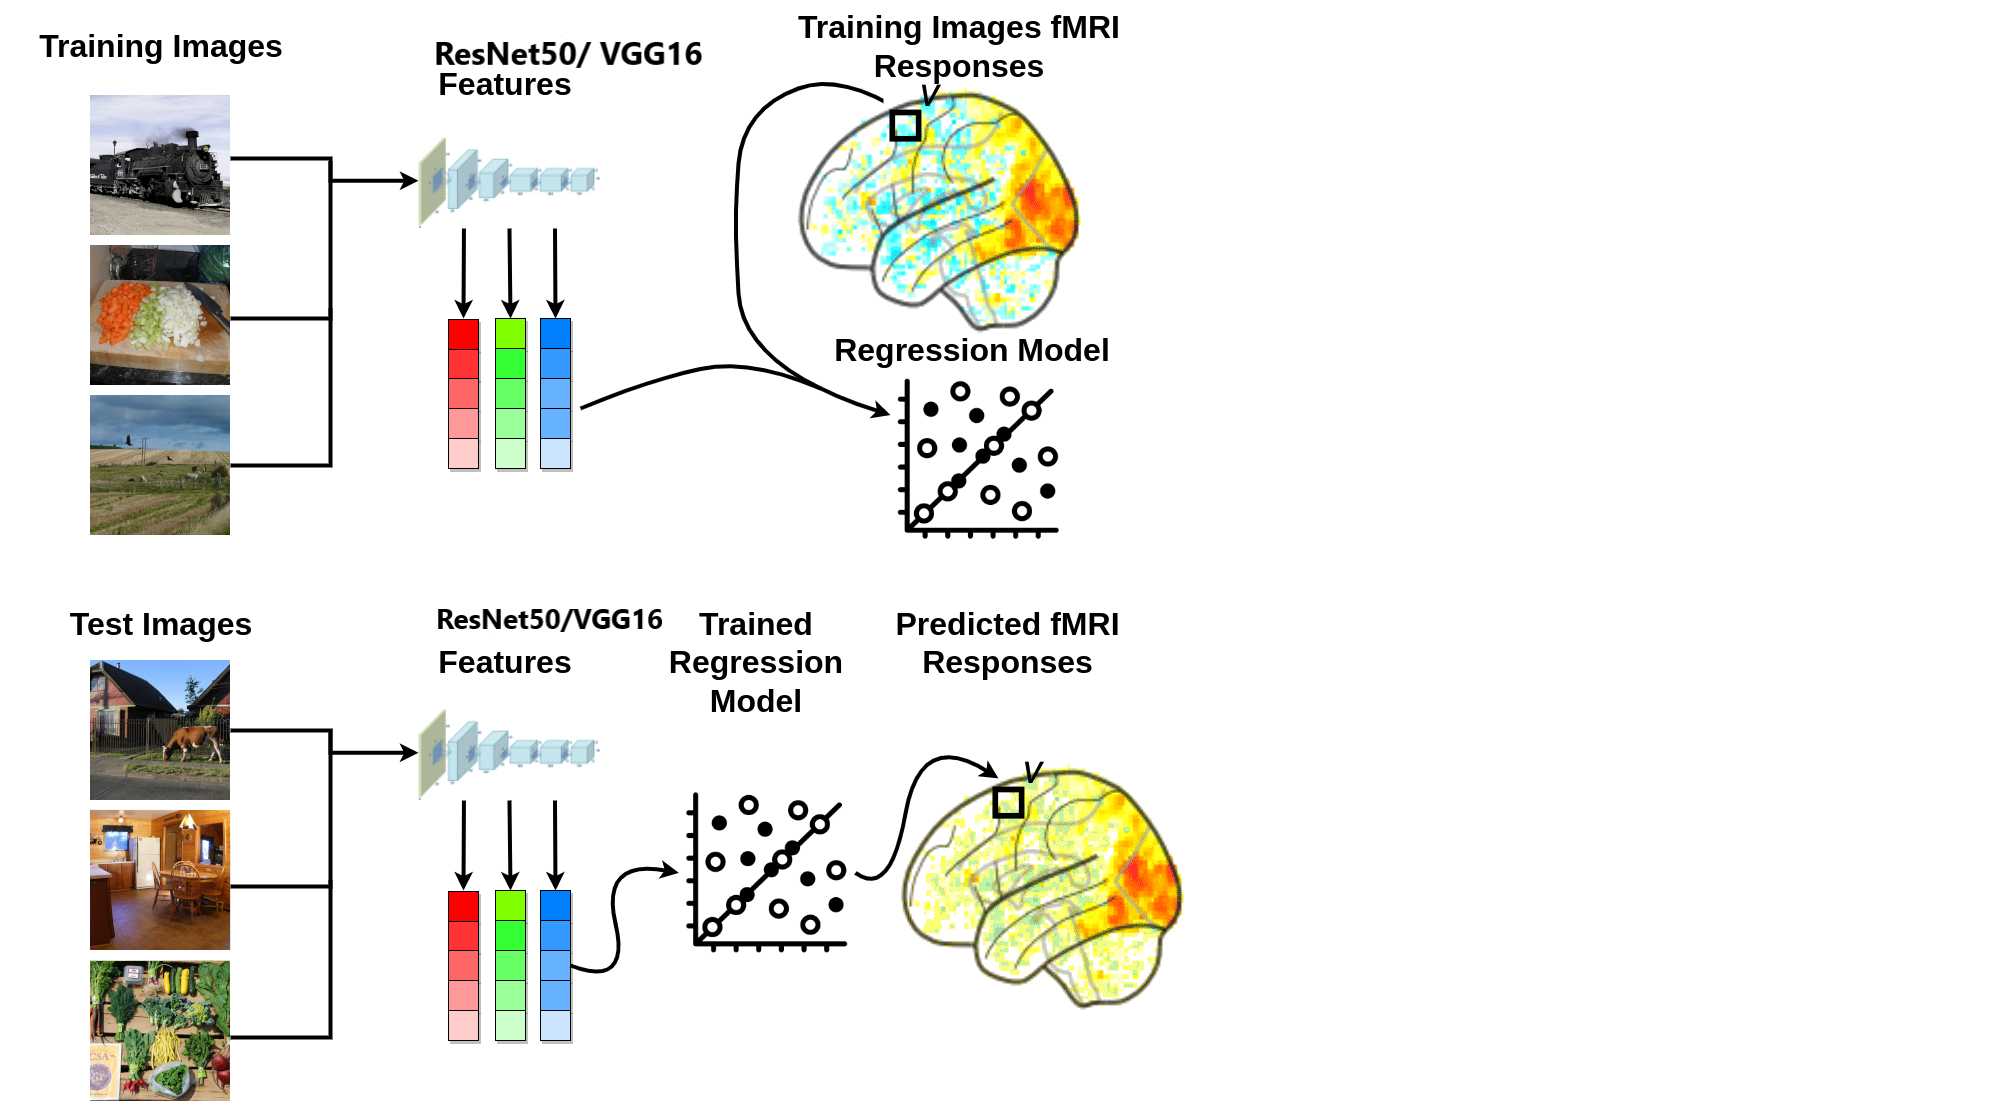 Training Images
ResNet50/ VGG16
Features
Training Images fMRI
Responses
V
Regression Model
Test Images
ResNet50/VGG16
Features
Trained
Regression
Model
Predicted fMRI
Responses
V
CSA